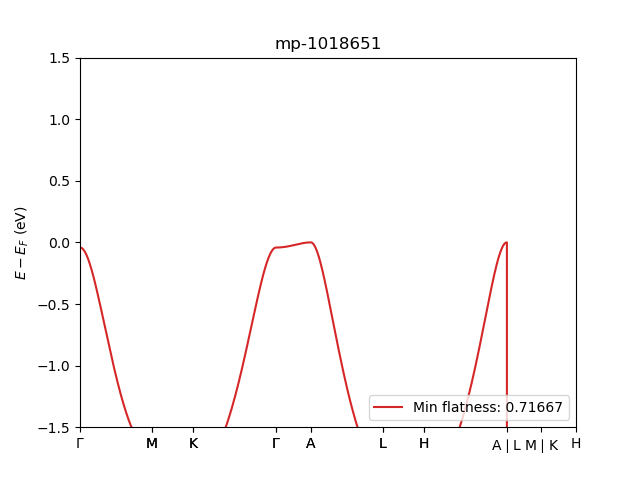 mp-1018651
1.5
1.0
0.5
0.0
−0.5
−1.0
−1.5
E − E_F (eV)
Min flatness: 0.71667
Γ M K Γ A L H A | L M | K H